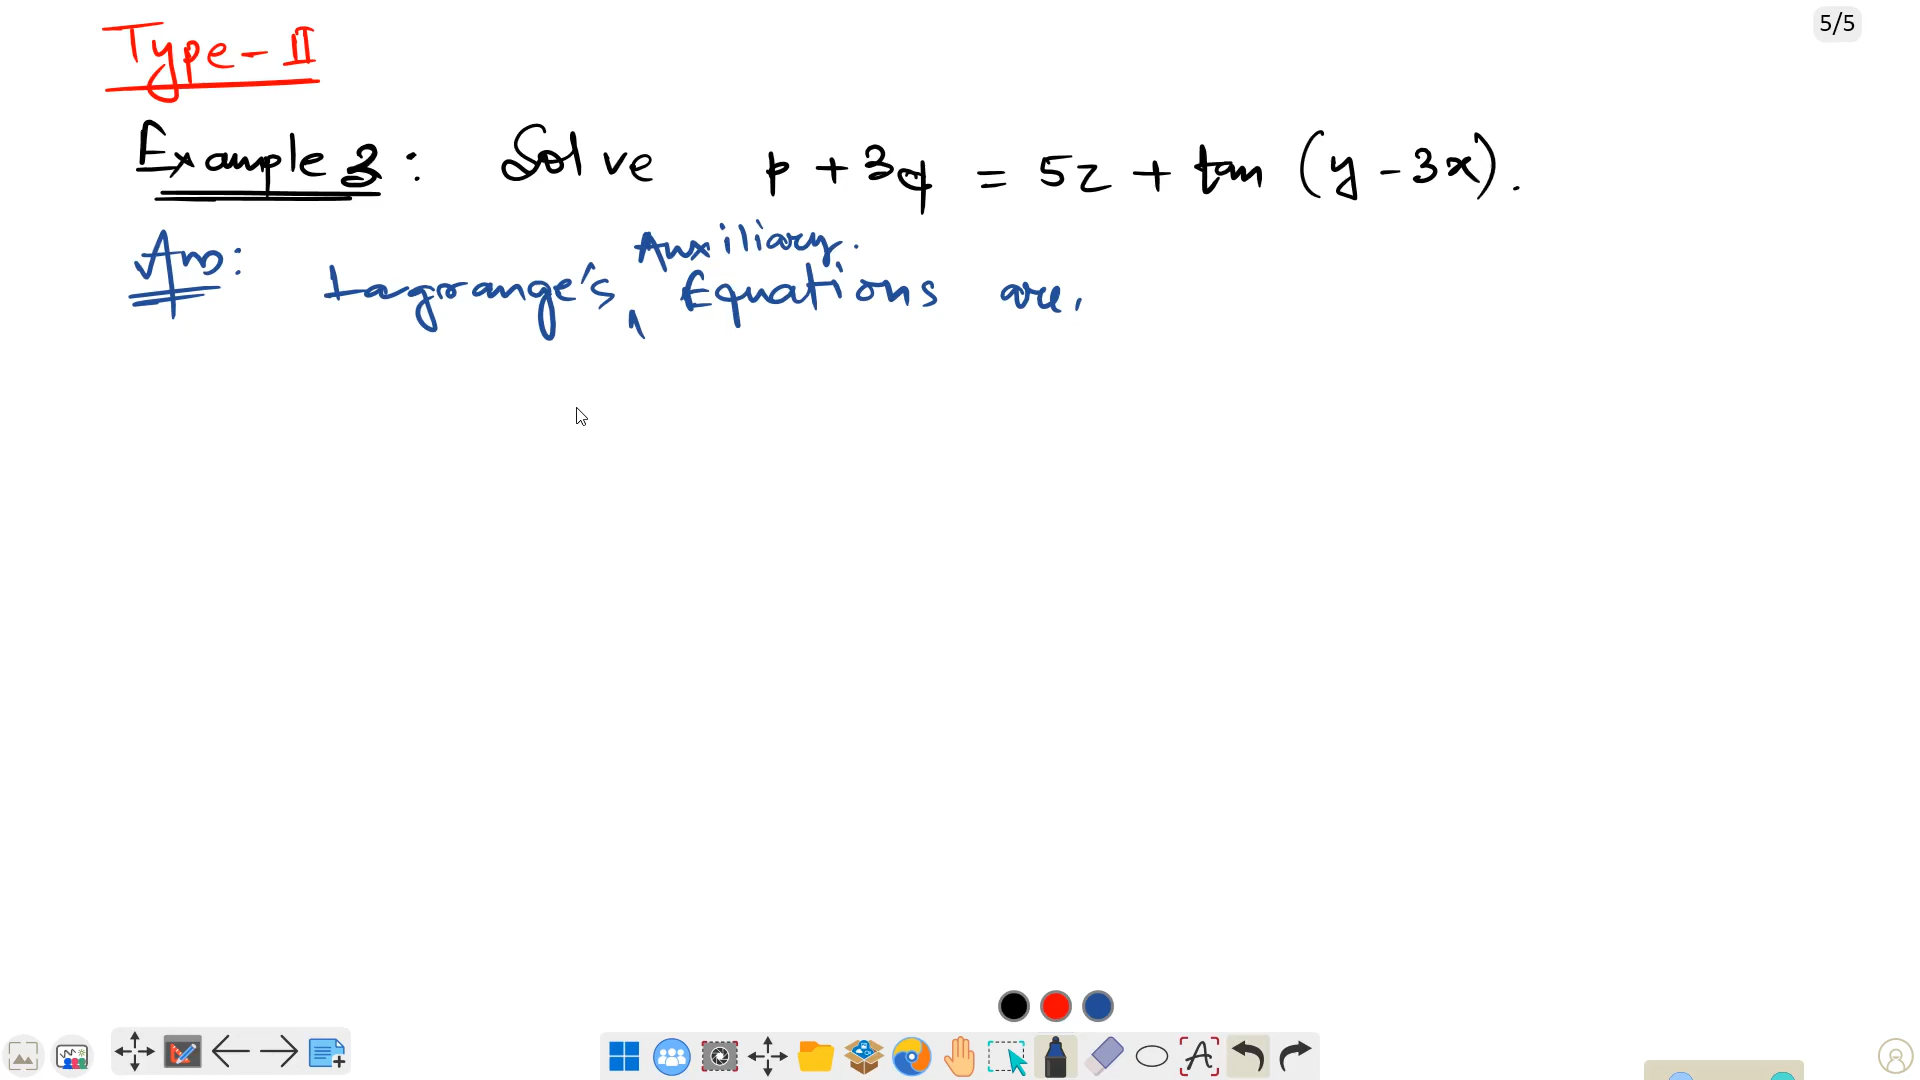 5/5
Type-II
Example 3: Solve p + 3q = 5z + tan (y - 3x).
Auxiliary.
Ans: Lagrange's, Equations are,